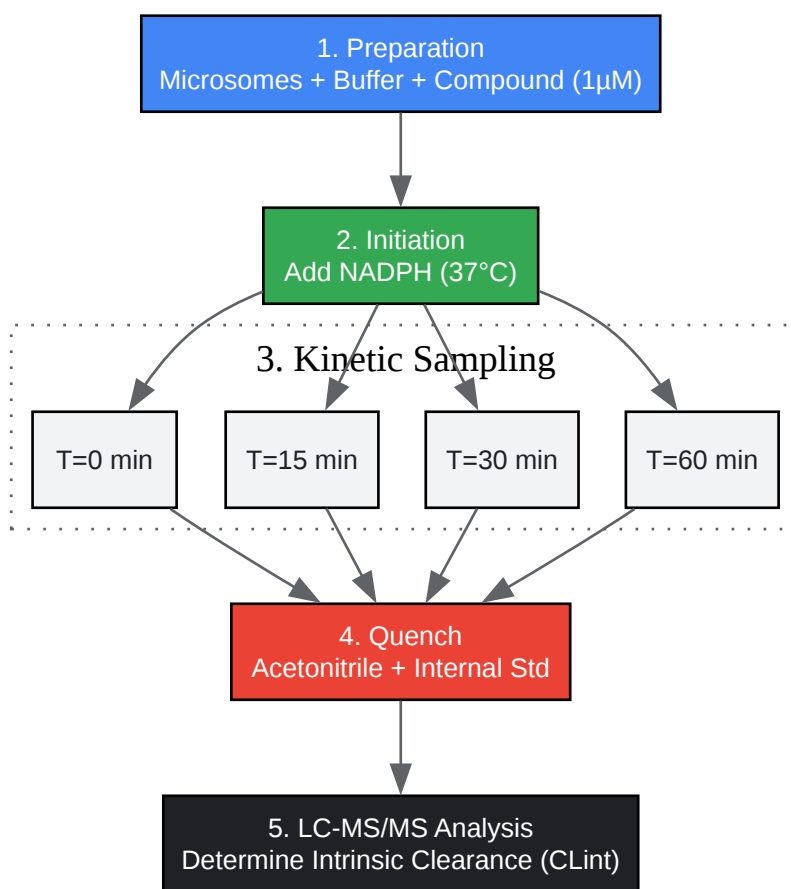 1. Preparation
Microsomes + Buffer + Compound (1µM)
2. Initiation
Add NADPH (37°C)
3. Kinetic Sampling
T=0 min
T=15 min
T=30 min
T=60 min
4. Quench
Acetonitrile + Internal Std
5. LC-MS/MS Analysis
Determine Intrinsic Clearance (CLint)